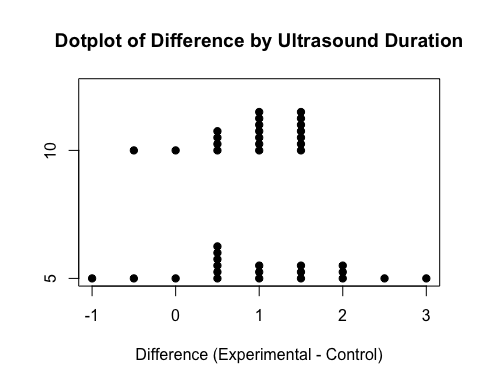 Dotplot of Difference by Ultrasound Duration
10
5
-1 0 1 2 3
Difference (Experimental - Control)